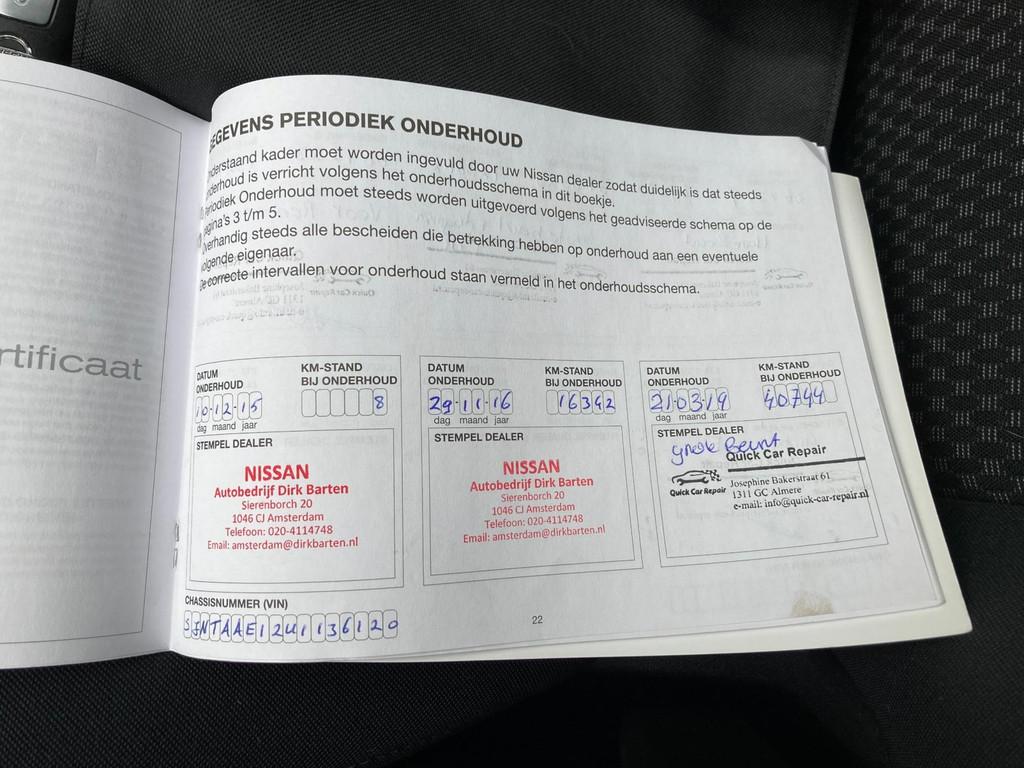 rtificaat
GEGEVENS PERIODIEK ONDERHOUD
nderstaand kader moet worden ingevuld door uw Nissan dealer zodat duidelijk is dat steeds
nderhoud is verricht volgens het onderhoudsschema in dit boekje.
Periodiek Onderhoud moet steeds worden uitgevoerd volgens het geadviseerde schema op de
pagina's 3 t/m 5.
Overhandig steeds alle bescheiden die betrekking hebben op onderhoud aan een eventuele
volgende eigenaar.
De correcte intervallen voor onderhoud staan vermeld in het onderhoudsschema.
DATUM
ONDERHOUD
KM-STAND
BIJ ONDERHOUD
10-12-15
8
dag maand jaar
STEMPEL DEALER
NISSAN
Autobedrijf Dirk Barten
Sierenborch 20
1046 CJ Amsterdam
Telefoon: 020-4114748
Email: amsterdam@dirkbarten.nl
DATUM
ONDERHOUD
KM-STAND
BIJ ONDERHOUD
29-11-16
16342
dag maand jaar
STEMPEL DEALER
NISSAN
Autobedrijf Dirk Barten
Sierenborch 20
1046 CJ Amsterdam
Telefoon: 020-4114748
Email: amsterdam@dirkbarten.nl
DATUM
ONDERHOUD
KM-STAND
BIJ ONDERHOUD
21-03-19
40744
dag maand jaar
STEMPEL DEALER
grote Beurt
Quick Car Repair
Quick Car Repair
Josephine Bakerstraat 61
1311 GC Almere
e-mail: info@quick-car-repair.nl
CHASSISNUMMER (VIN)
SJNTAAE12U1136120
22